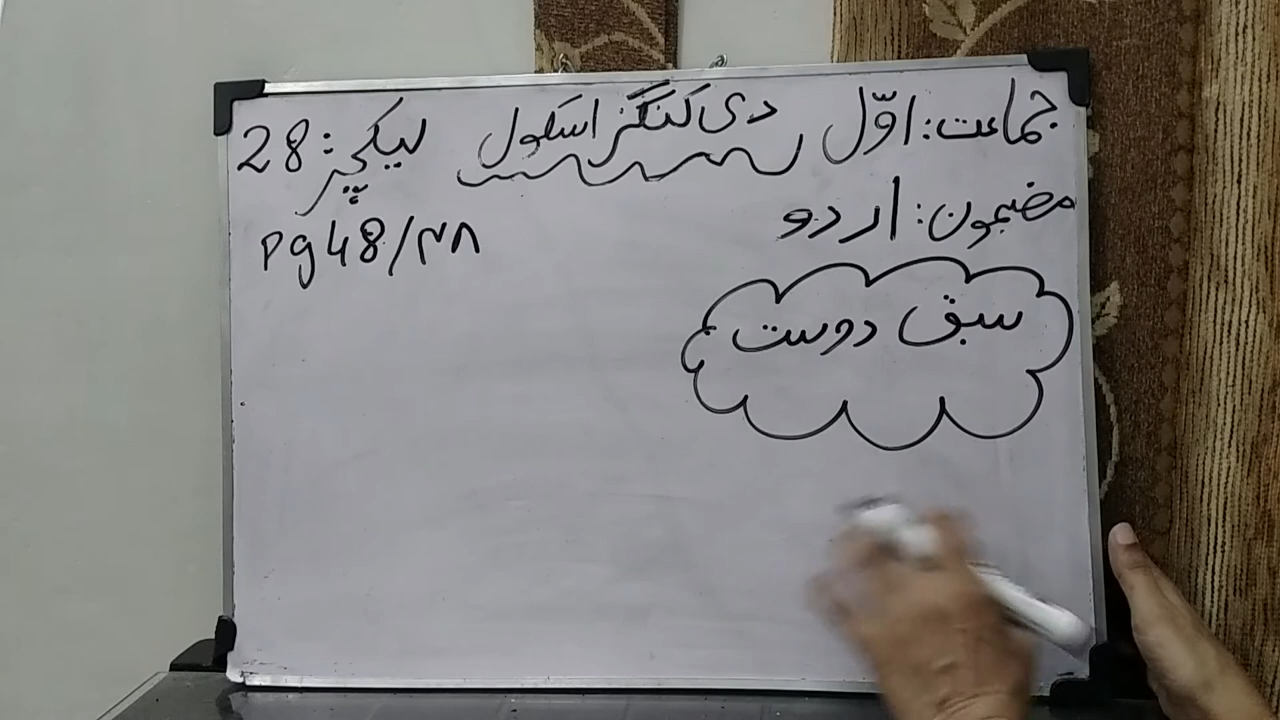 جماعت: اوّل دی کنگز اسکول لیکچر: 28
مضمون: اردو
Pg 48/۴۸
سبق دوست